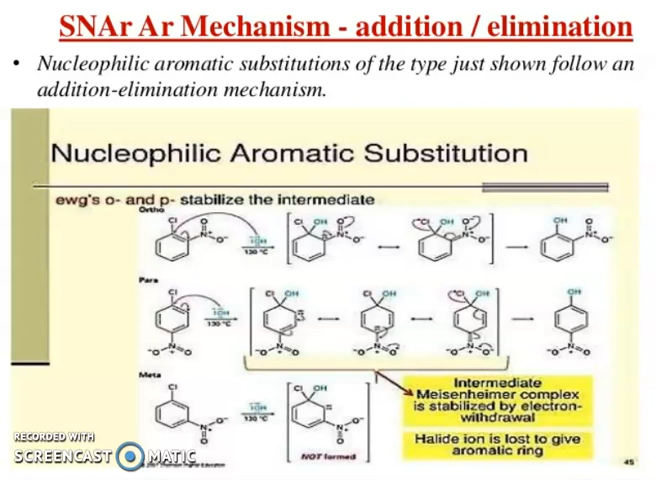 SNAr Ar Mechanism - addition / elimination
• Nucleophilic aromatic substitutions of the type just shown follow an
addition-elimination mechanism.
Nucleophilic Aromatic Substitution
ewg's o- and p- stabilize the intermediate
Ortho
Cl
O
N+
O-
OH
130 °C
Cl OH
O
N+
O-
Cl OH
O
N
O-
OH
O
N+
O-
Para
Cl
-O
N+
O
OH
130 °C
Cl OH
-O
N+
O
Cl OH
-O
N+
O
Cl OH
-O
N+
O-
OH
-O
N+
O
Meta
Cl
O-
N+
O
OH
130 °C
Cl OH
O-
N+
O
NOT formed
Intermediate
Meisenheimer complex
is stabilized by electron-
withdrawal
Halide ion is lost to give
aromatic ring
RECORDED WITH
SCREENCAST MATIC
Thomson Higher Education
45